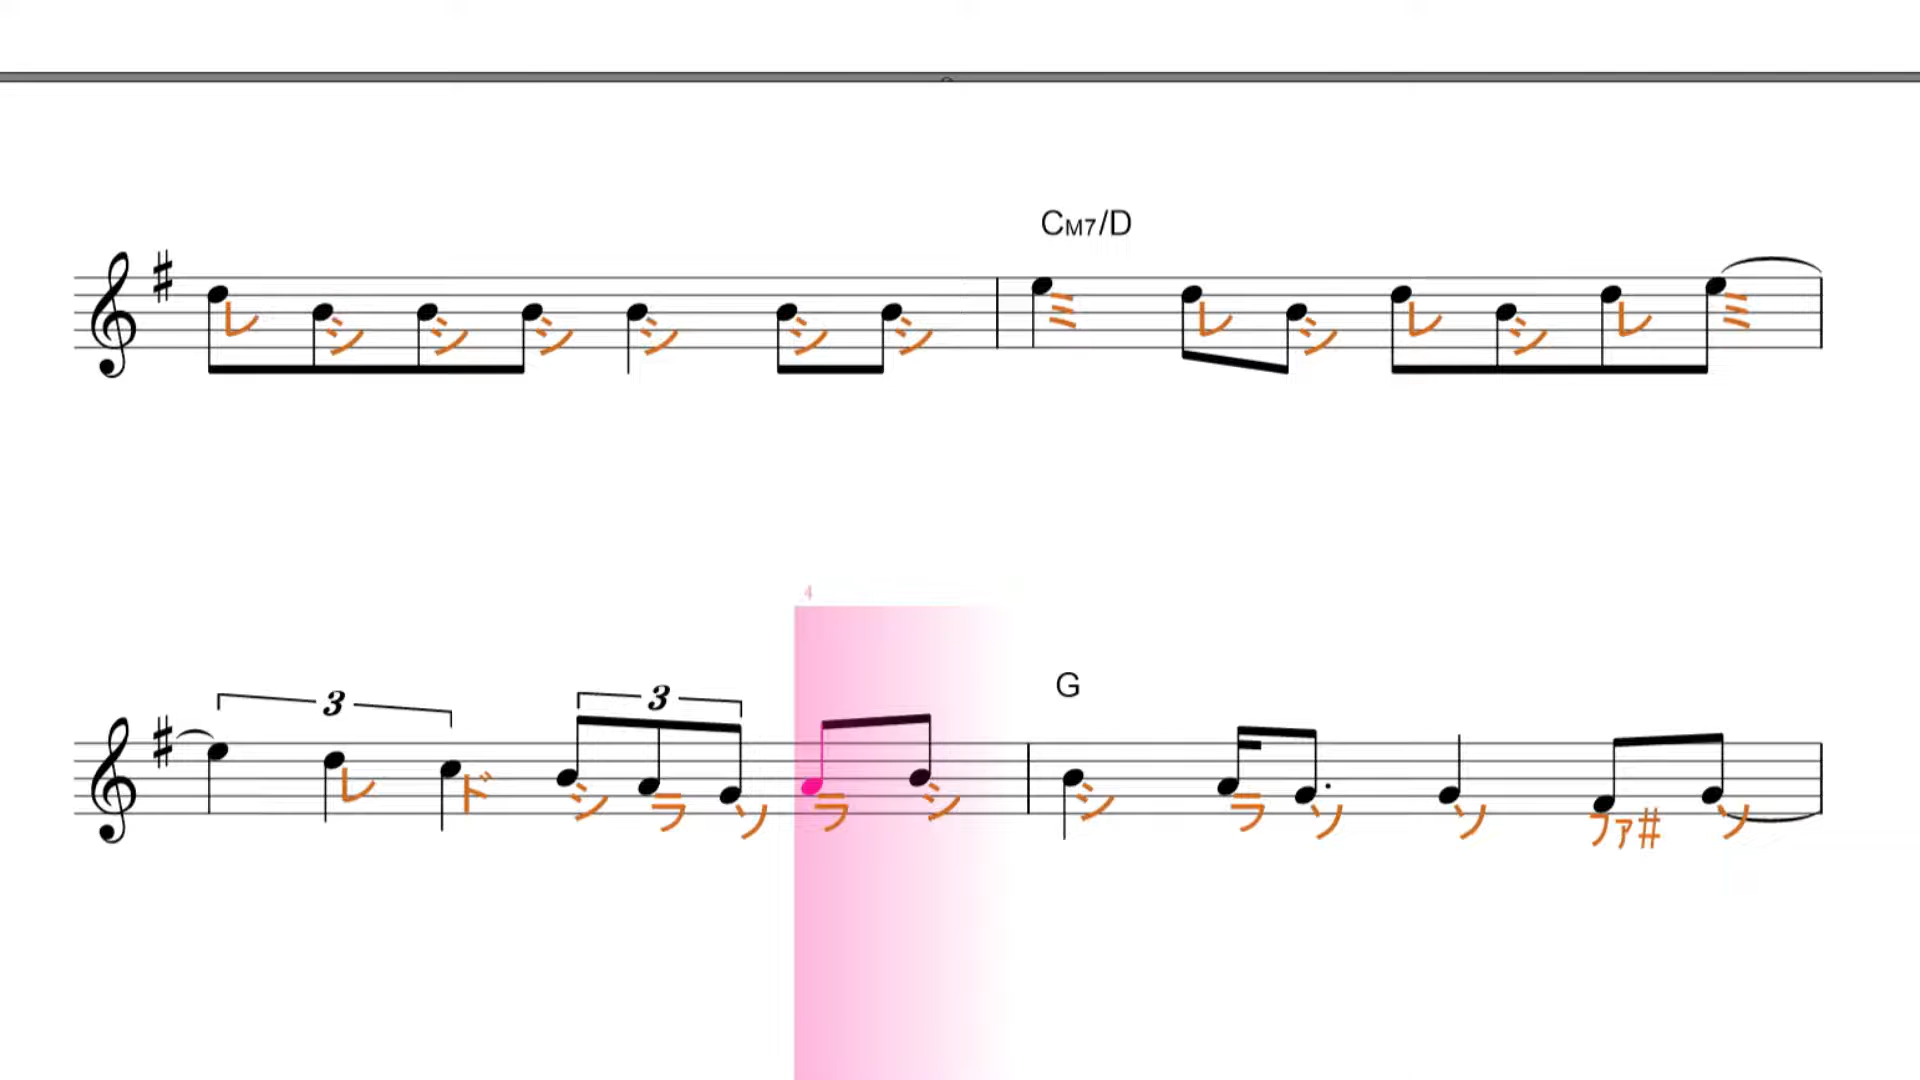 CM7/D
レ シ シ シ シ シ シ ミ レ シ レ シ レ ミ
4
3 3 G
レ ド シ ラ ソ ラ シ シ ラ ソ ソ ファ# ソ